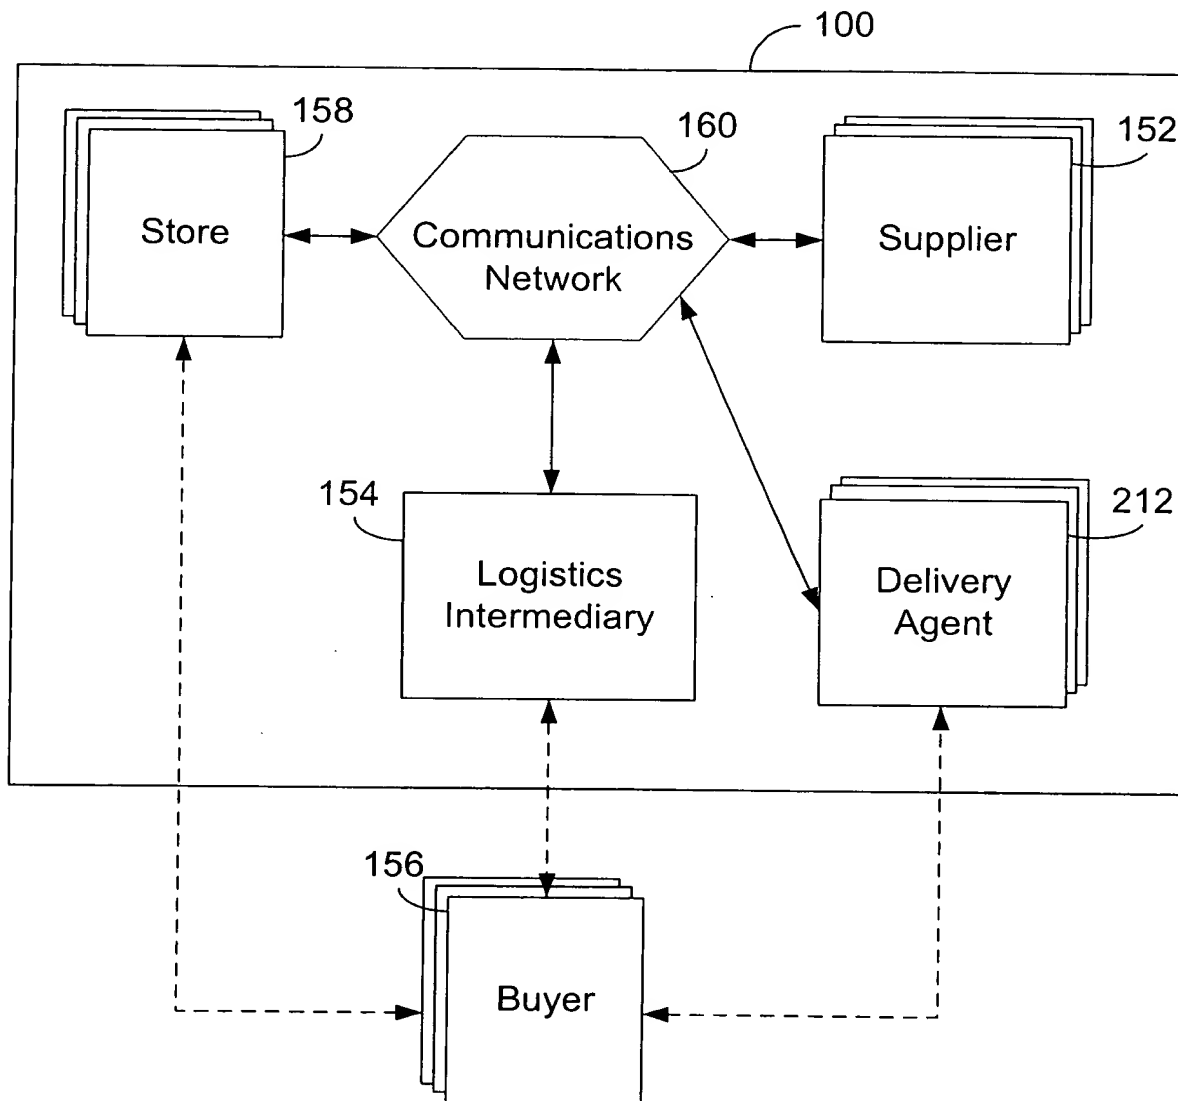 100
158
160
152
Store
Communications
Network
Supplier
154
212
Logistics
Intermediary
Delivery
Agent
156
Buyer